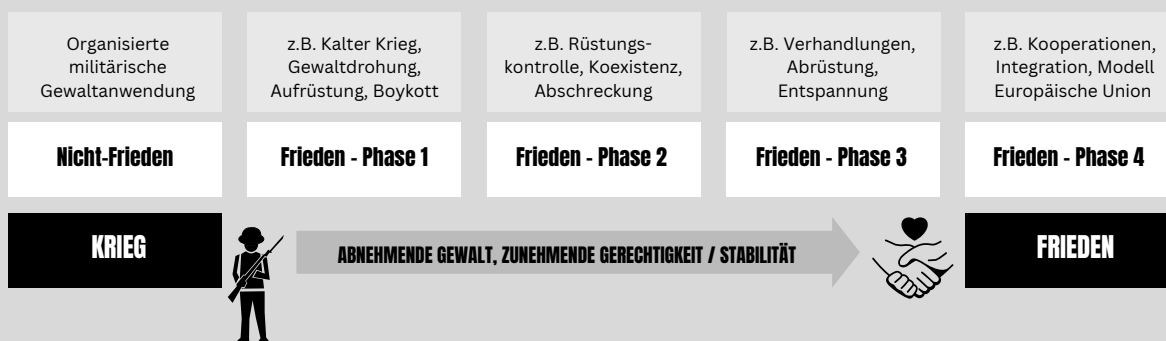 Organisierte
militärische
Gewaltanwendung
z.B. Kalter Krieg,
Gewaltdrohung,
Aufrüstung, Boykott
z.B. Rüstungs-
kontrolle, Koexistenz,
Abschreckung
z.B. Verhandlungen,
Abrüstung,
Entspannung
z.B. Kooperationen,
Integration, Modell
Europäische Union
Nicht-Frieden
Frieden - Phase 1
Frieden - Phase 2
Frieden - Phase 3
Frieden - Phase 4
KRIEG
ABNEHMENDE GEWALT, ZUNEHMENDE GERECHTIGKEIT / STABILITÄT
FRIEDEN